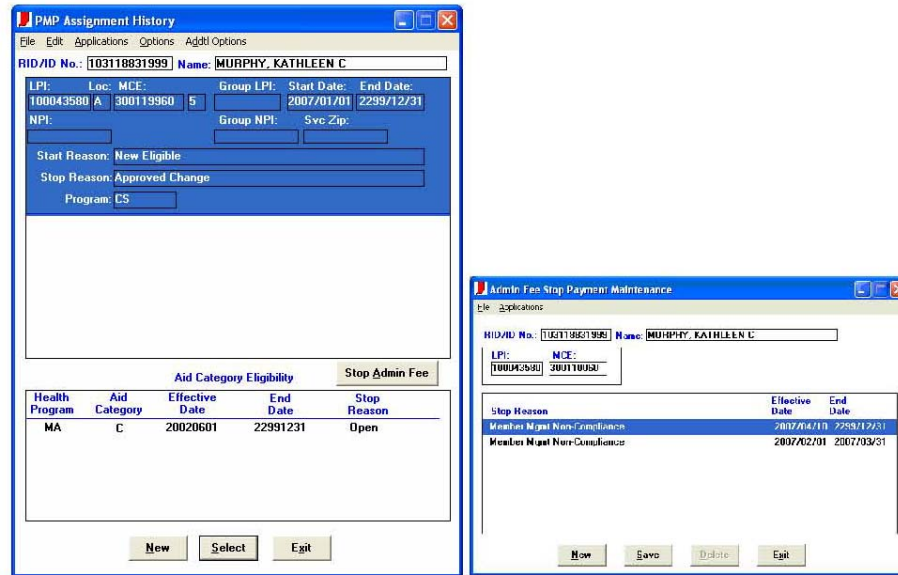 PMP Assignment History
File Edit Applications Options Addtl Options
RID/ID No.: 103118831999 Name: MURPHY, KATHLEEN C
LPI: Loc: MCE: Group LPI: Start Date: End Date:
100043580 A 300119960 5 2007/01/01 2299/12/31
NPI: Group NPI: Svc Zip:
Start Reason: New Eligible
Stop Reason: Approved Change
Program: CS
Stop Admin Fee
Aid Category Eligibility
Health Program Aid Category Effective Date End Date Stop Reason
MA C 20020601 22991231 Open
New Select Exit
Admin Fee Stop Payment Maintenance
File Applications
RID/ID No.: 103118831999 Name: MURPHY, KATHLEEN C
LPI: MCE:
100043580
Stop Reason Effective Date End Date
Member Mgmt Non-Compliance 2007/04/10 2299/12/31
Member Mgmt Non-Compliance 2007/02/01 2007/03/31
New Save Delete Exit